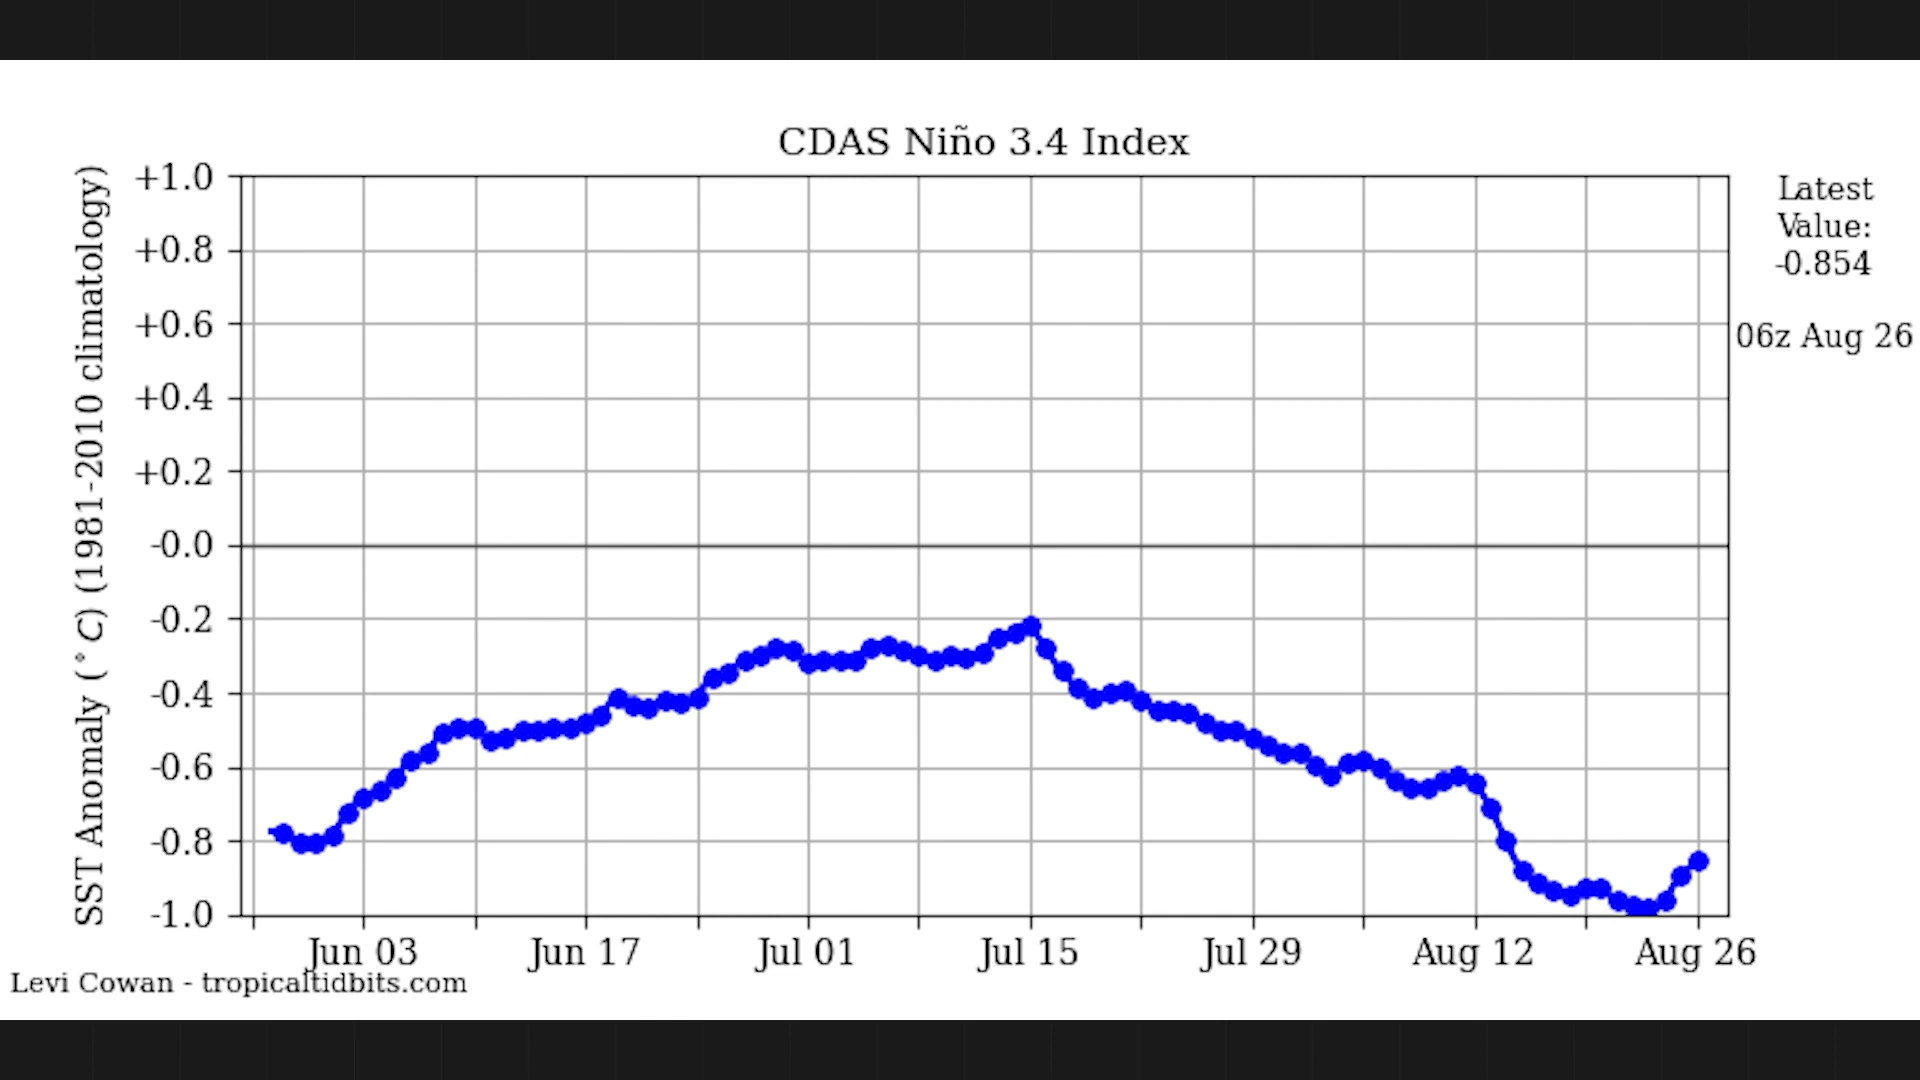 CDAS Niño 3.4 Index
SST Anomaly (°C) (1981-2010 climatology)
+1.0
+0.8
+0.6
+0.4
+0.2
-0.0
-0.2
-0.4
-0.6
-0.8
-1.0
Jun 03 Jun 17 Jul 01 Jul 15 Jul 29 Aug 12 Aug 26
Latest
Value:
-0.854
06z Aug 26
Levi Cowan - tropicaltidbits.com